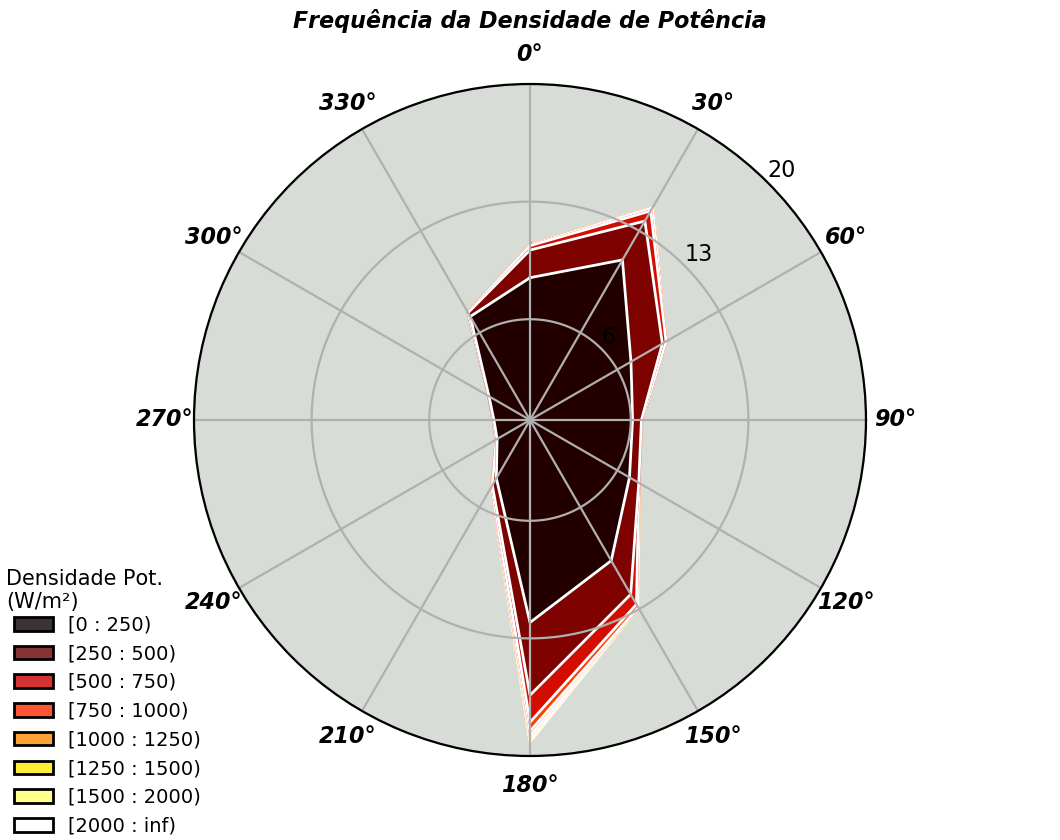 Frequência da Densidade de Potência
0°
330°
30°
20
300°
60°
13
6
270°
90°
Densidade Pot.
(W/m²)
240°
120°
[0 : 250)
[250 : 500)
[500 : 750)
[750 : 1000)
210°
150°
[1000 : 1250)
[1250 : 1500)
180°
[1500 : 2000)
[2000 : inf)